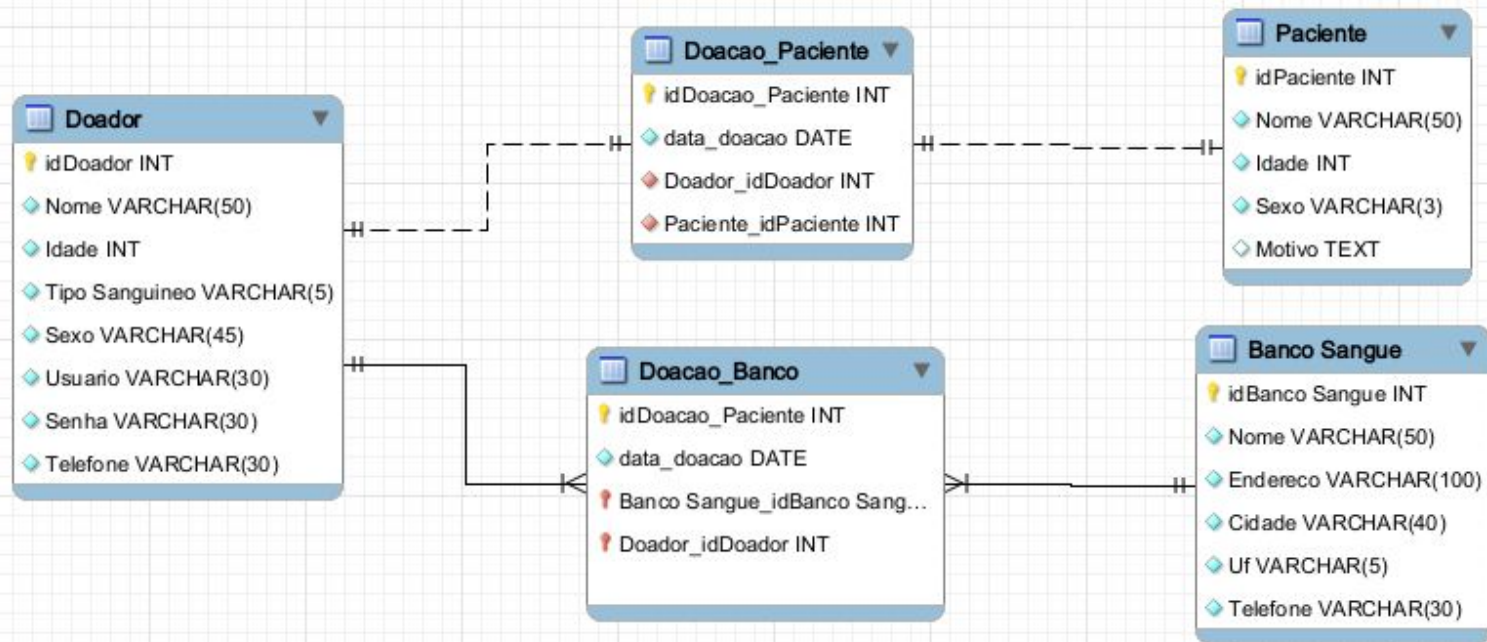 Doador
idDoador INT
Nome VARCHAR(50)
Idade INT
Tipo Sanguineo VARCHAR(5)
Sexo VARCHAR(45)
Usuario VARCHAR(30)
Senha VARCHAR(30)
Telefone VARCHAR(30)
Doacao_Paciente
idDoacao_Paciente INT
data_doacao DATE
Doador_idDoador INT
Paciente_idPaciente INT
Paciente
idPaciente INT
Nome VARCHAR(50)
Idade INT
Sexo VARCHAR(3)
Motivo TEXT
Doacao_Banco
idDoacao_Paciente INT
data_doacao DATE
Banco Sangue_idBanco Sang...
Doador_idDoador INT
Banco Sangue
idBanco Sangue INT
Nome VARCHAR(50)
Endereco VARCHAR(100)
Cidade VARCHAR(40)
Uf VARCHAR(5)
Telefone VARCHAR(30)